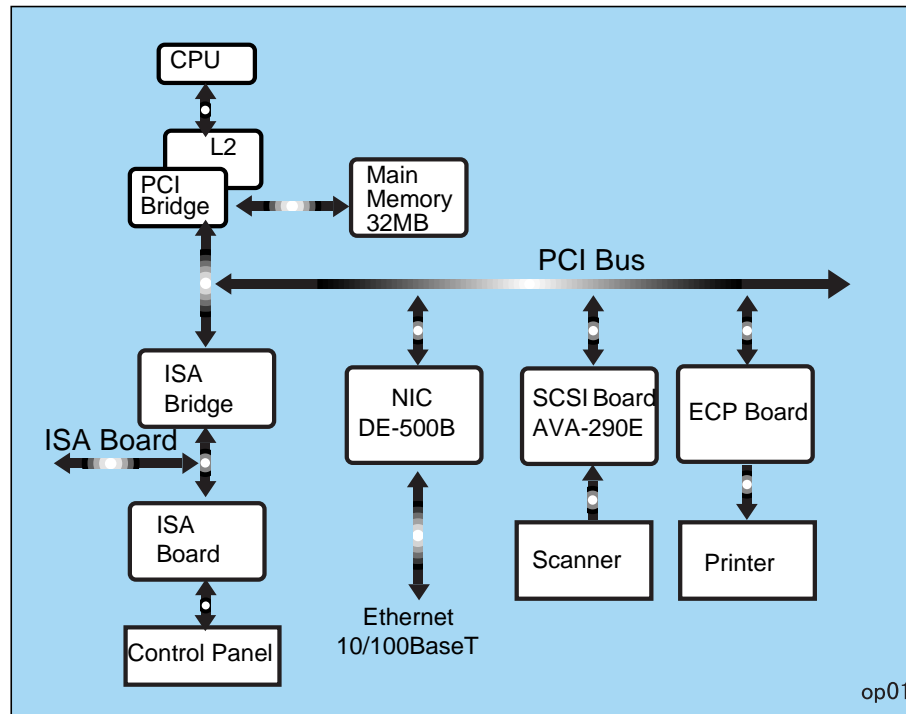 CPU
L2
PCI
Bridge
Main
Memory
32MB
PCI Bus
ISA
Bridge
NIC
DE-500B
SCSI Board
AVA-290E
ECP Board
ISA Board
ISA
Board
Scanner
Printer
Ethernet
10/100BaseT
Control Panel
op01